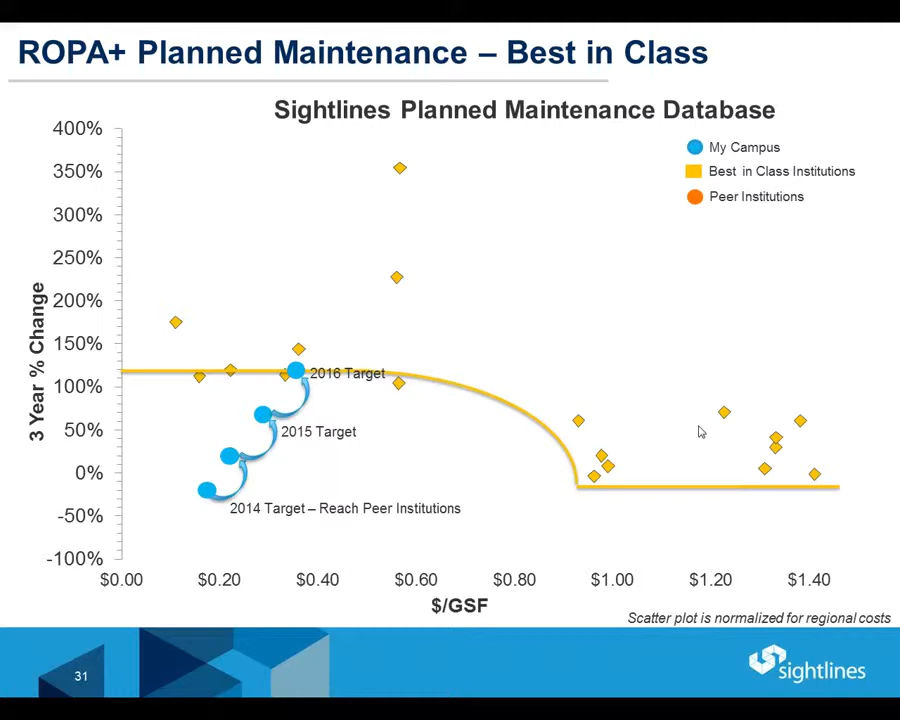 ROPA+ Planned Maintenance – Best in Class
Sightlines Planned Maintenance Database
400%
350%
300%
250%
200%
150%
100%
50%
0%
-50%
-100%
3 Year % Change
My Campus
Best in Class Institutions
Peer Institutions
2016 Target
2015 Target
2014 Target – Reach Peer Institutions
$0.00 $0.20 $0.40 $0.60 $0.80 $1.00 $1.20 $1.40
$/GSF
Scatter plot is normalized for regional costs
31
sightlines